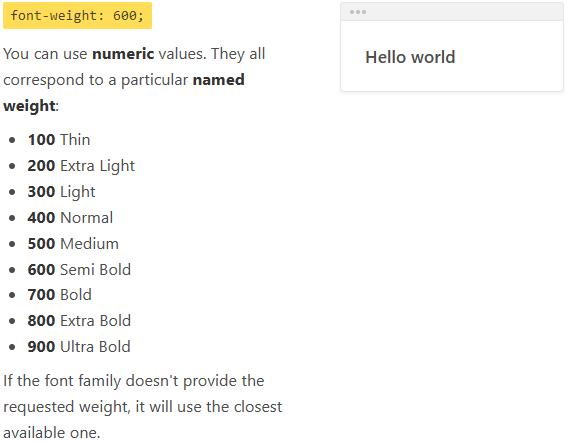 font-weight: 600;
Hello world
You can use numeric values. They all
correspond to a particular named
weight:
100 Thin
200 Extra Light
300 Light
400 Normal
500 Medium
600 Semi Bold
700 Bold
800 Extra Bold
900 Ultra Bold
If the font family doesn't provide the
requested weight, it will use the closest
available one.